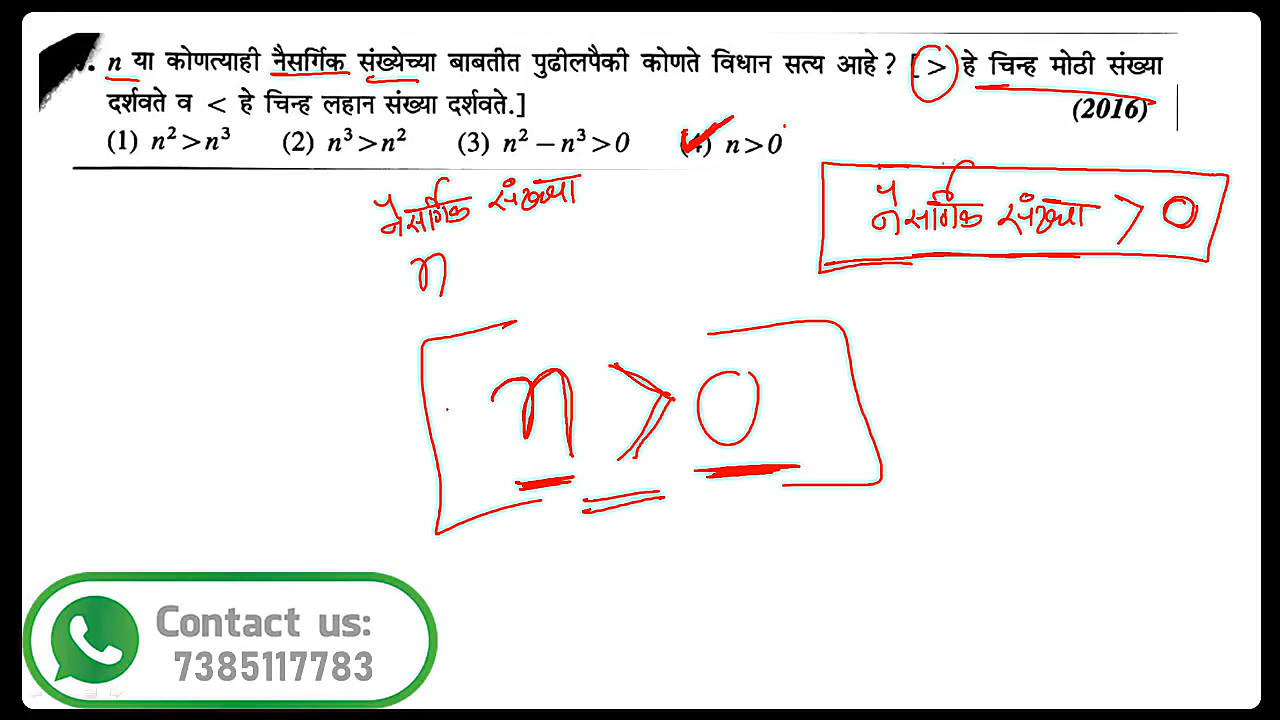 . n या कोणत्याही नैसर्गिक संख्येच्या बाबतीत पुढीलपैकी कोणते विधान सत्य आहे ? [ > हे चिन्ह मोठी संख्या
दर्शवते व < हे चिन्ह लहान संख्या दर्शवते.]
(2016)
(1) n² > n³ (2) n³ > n² (3) n² – n³ > 0 (4) n > 0
नैसर्गिक संख्या
नैसर्गिक संख्या > 0
n
n > 0
Contact us:
7385117783